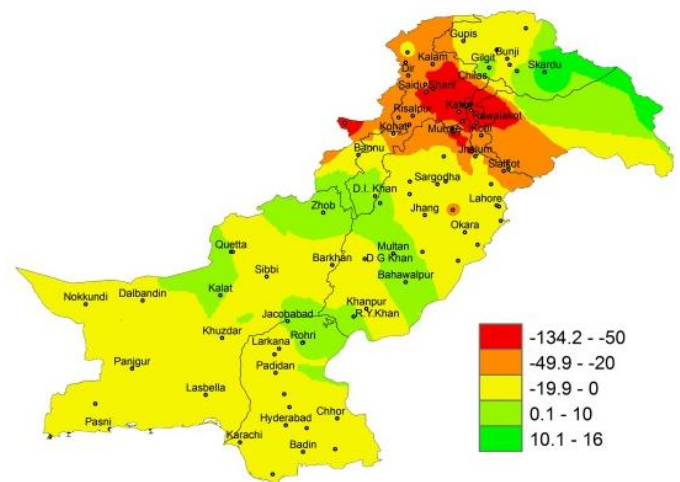 Gupis
Bunji
Kalam
Gilgit
Skardu
Dir
Chilas
Saidu Sharif
Kakul
Risalpur
Rawalakot
Kohat
Murree
Kotli
Bannu
Jhelum
Sialkot
Sargodha
D.I. Khan
Zhob
Jhang
Lahore
Okara
Quetta
Multan
Barkhan
D G Khan
Sibbi
Bahawalpur
Nokkundi
Dalbandin
Kalat
Khanpur
Jacobabad
R.Y.Khan
Khuzdar
Rohri
Larkana
Panjgur
Padidan
Lasbella
Pasni
Hyderabad
Chhor
Karachi
Badin
-134.2 - -50
-49.9 - -20
-19.9 - 0
0.1 - 10
10.1 - 16